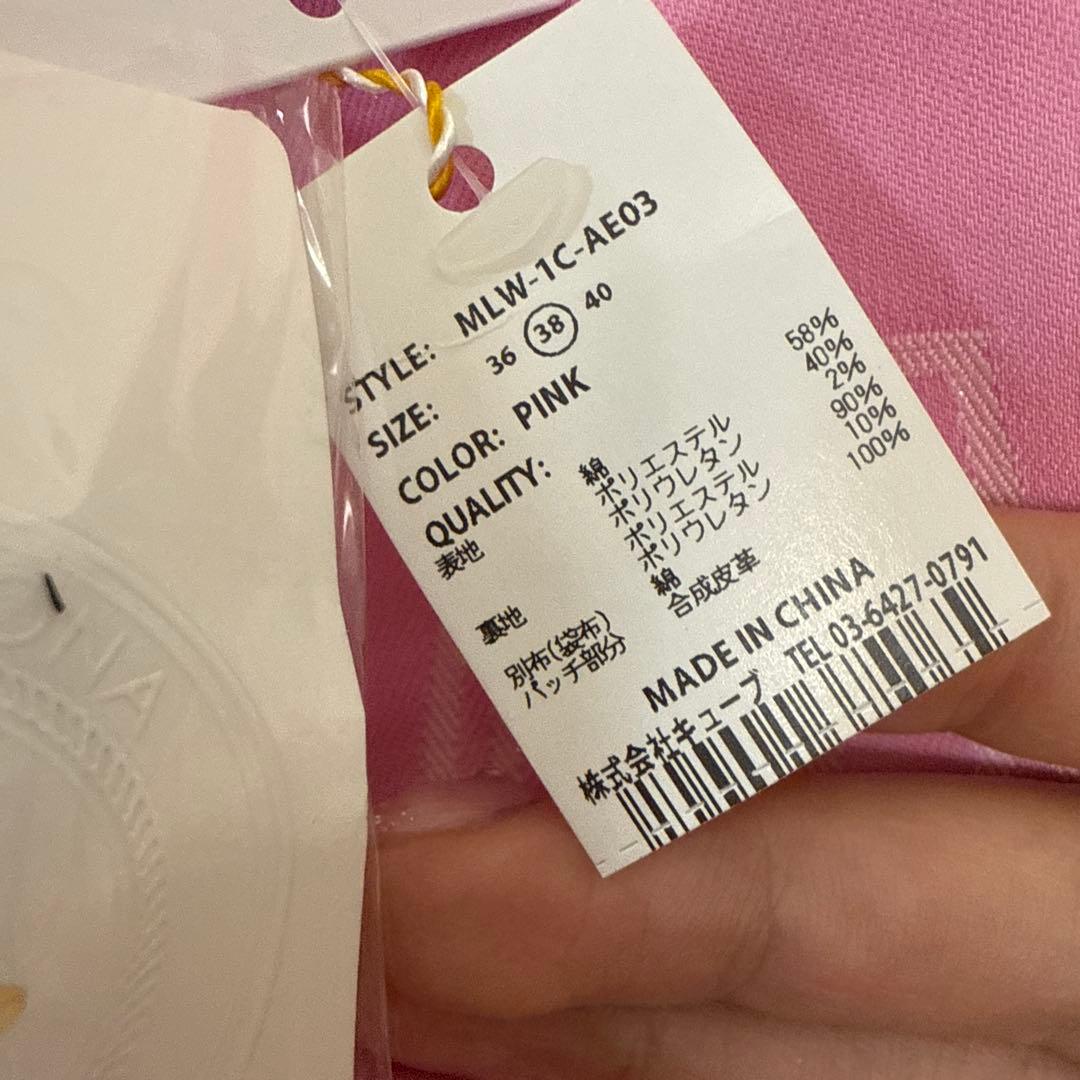 STYLE: MLW-1C-AE03
SIZE: 36 38 40
COLOR: PINK
QUALITY:
表地 綿 58%
ポリエステル 40%
ポリウレタン 2%
裏地 ポリエステル 90%
ポリウレタン 10%
別布(袋布) 綿 100%
パッチ部分 合成皮革
MADE IN CHINA
株式会社キューブ TEL 03-6427-0791